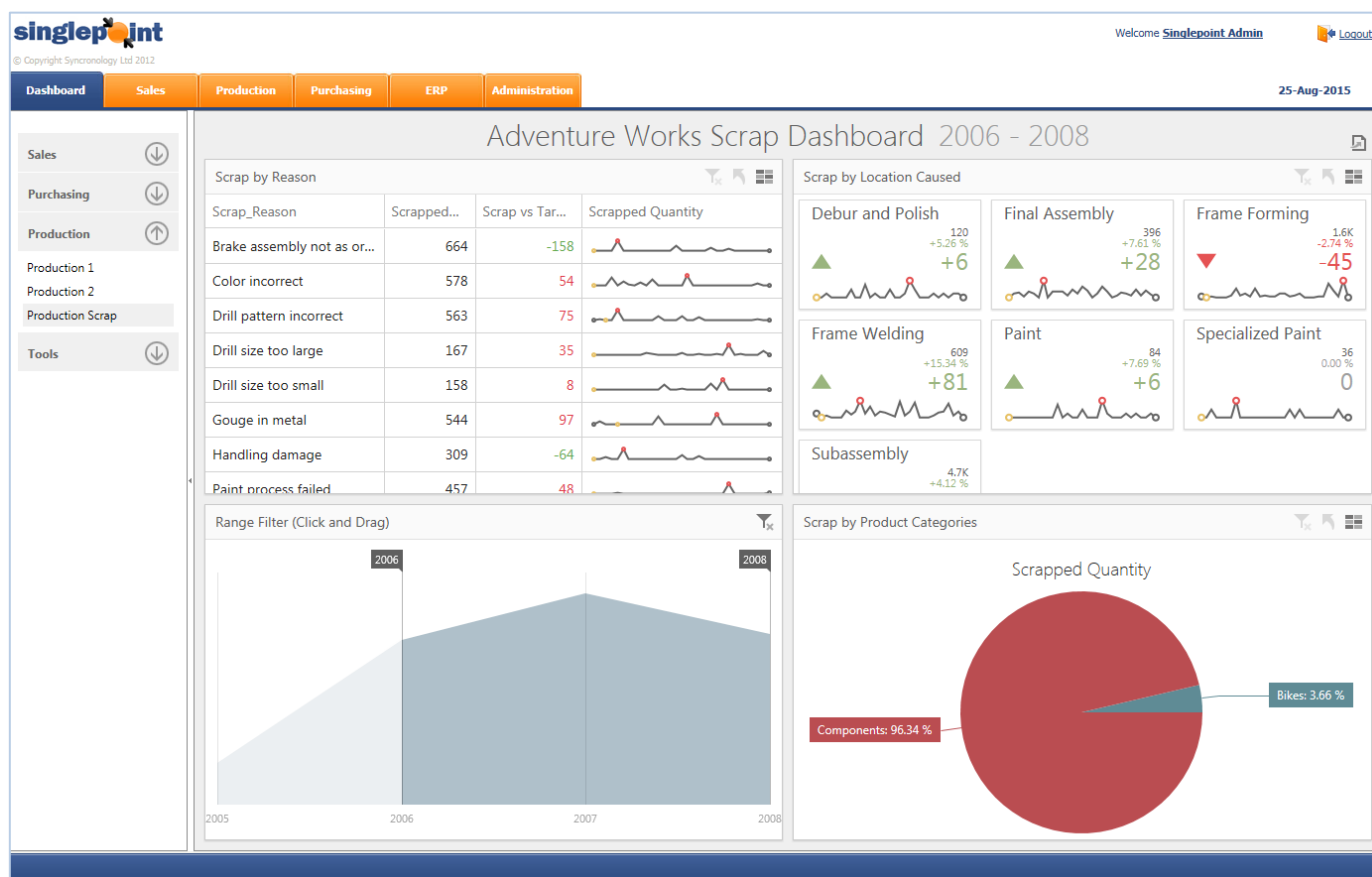 singlepoint
© Copyright Syncronology Ltd 2012
Welcome Singlepoint Admin
Logout
Dashboard Sales Production Purchasing ERP Administration
25-Aug-2015
Sales
Purchasing
Production
Production 1
Production 2
Production Scrap
Tools
Adventure Works Scrap Dashboard 2006 - 2008
Scrap by Reason
Scrap_Reason Scrapped... Scrap vs Tar... Scrapped Quantity
Brake assembly not as or... 664 -158
Color incorrect 578 54
Drill pattern incorrect 563 75
Drill size too large 167 35
Drill size too small 158 8
Gouge in metal 544 97
Handling damage 309 -64
Paint process failed 457 48
Scrap by Location Caused
Debur and Polish
120
+5.26 %
+6
Final Assembly
396
+7.61 %
+28
Frame Forming
1.6K
-2.74 %
-45
Frame Welding
609
+15.34 %
+81
Paint
84
+7.69 %
+6
Specialized Paint
36
0.00 %
0
Subassembly
4.7K
+4.12 %
Range Filter (Click and Drag)
2006 2008
2005 2006 2007 2008
Scrap by Product Categories
Scrapped Quantity
Bikes: 3.66 %
Components: 96.34 %